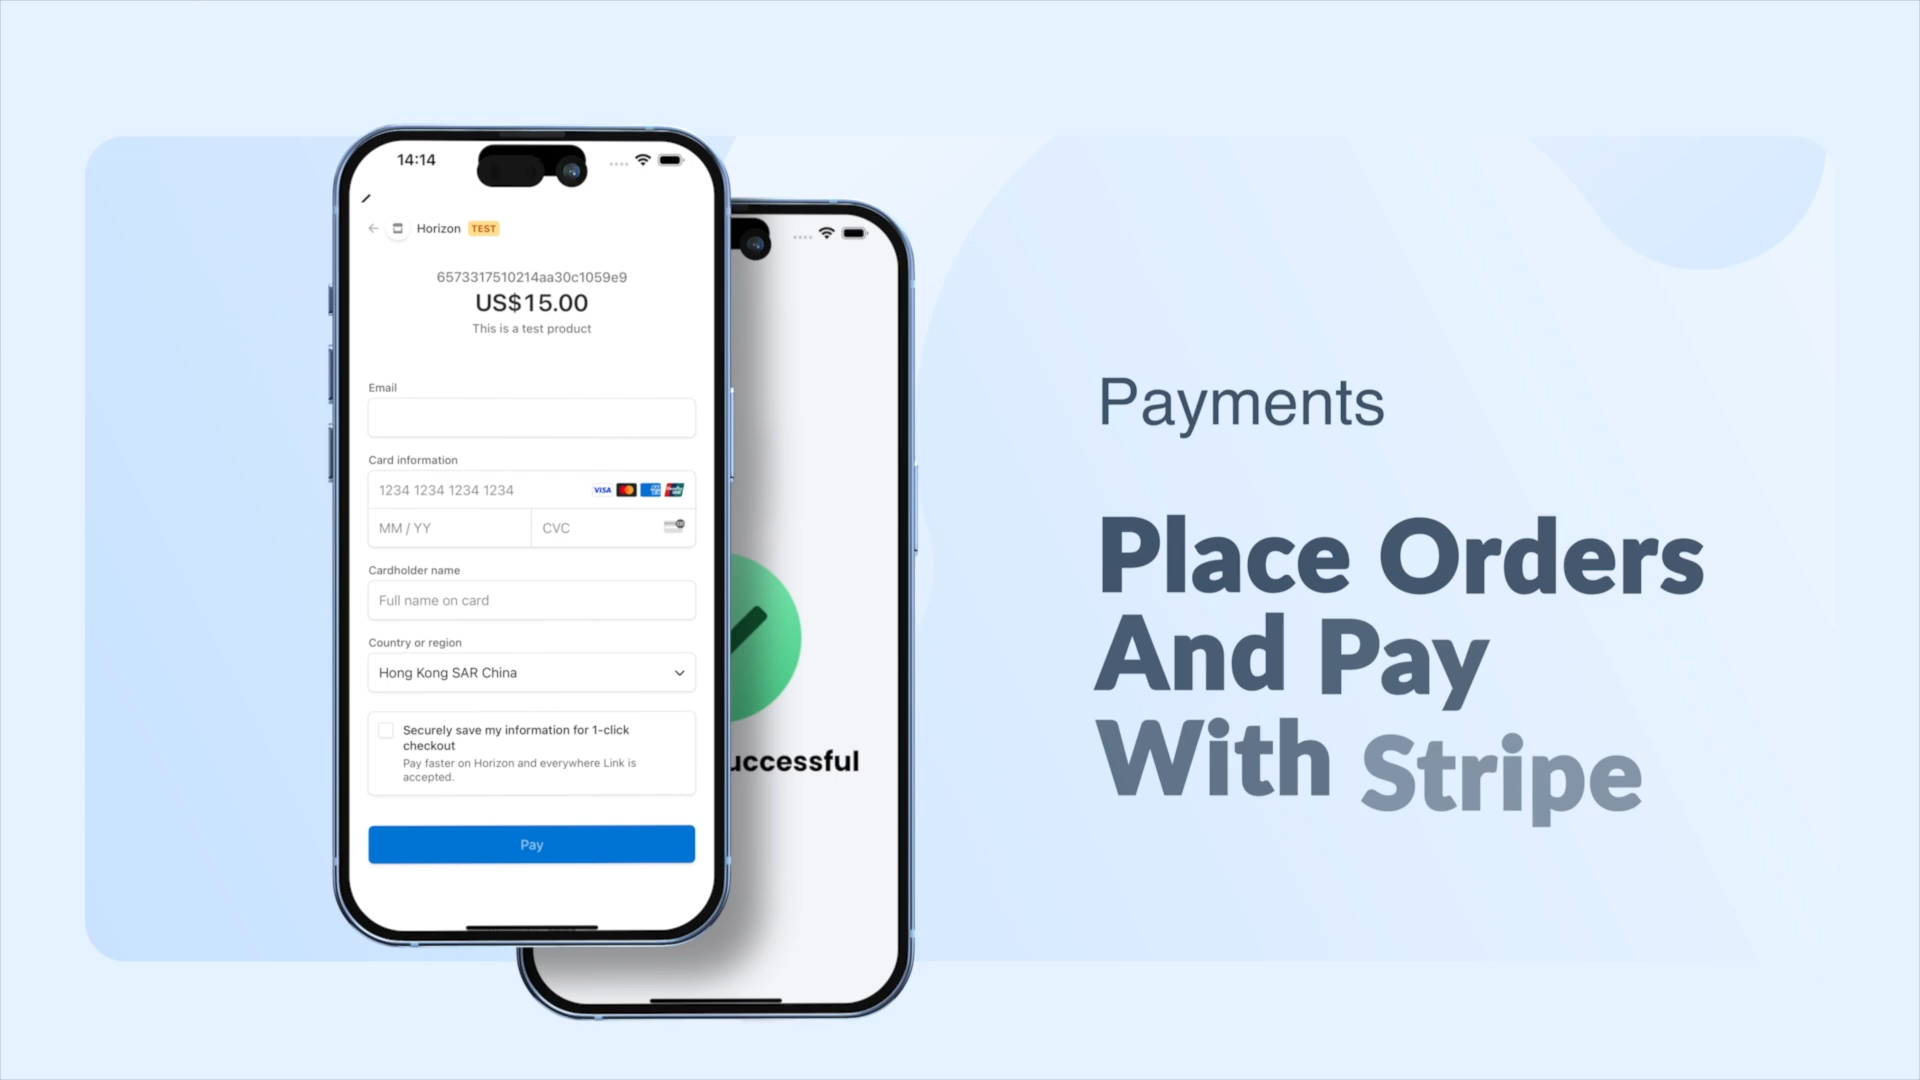 14:14
Horizon TEST
6573317510214aa30c1059e9
US$15.00
This is a test product
Email
Card information
1234 1234 1234 1234 VISA
MM / YY CVC
Cardholder name
Full name on card
Country or region
Hong Kong SAR China
Securely save my information for 1-click
checkout
Pay faster on Horizon and everywhere Link is
accepted.
Pay
uccessful
Payments
Place Orders
And Pay
With Stripe